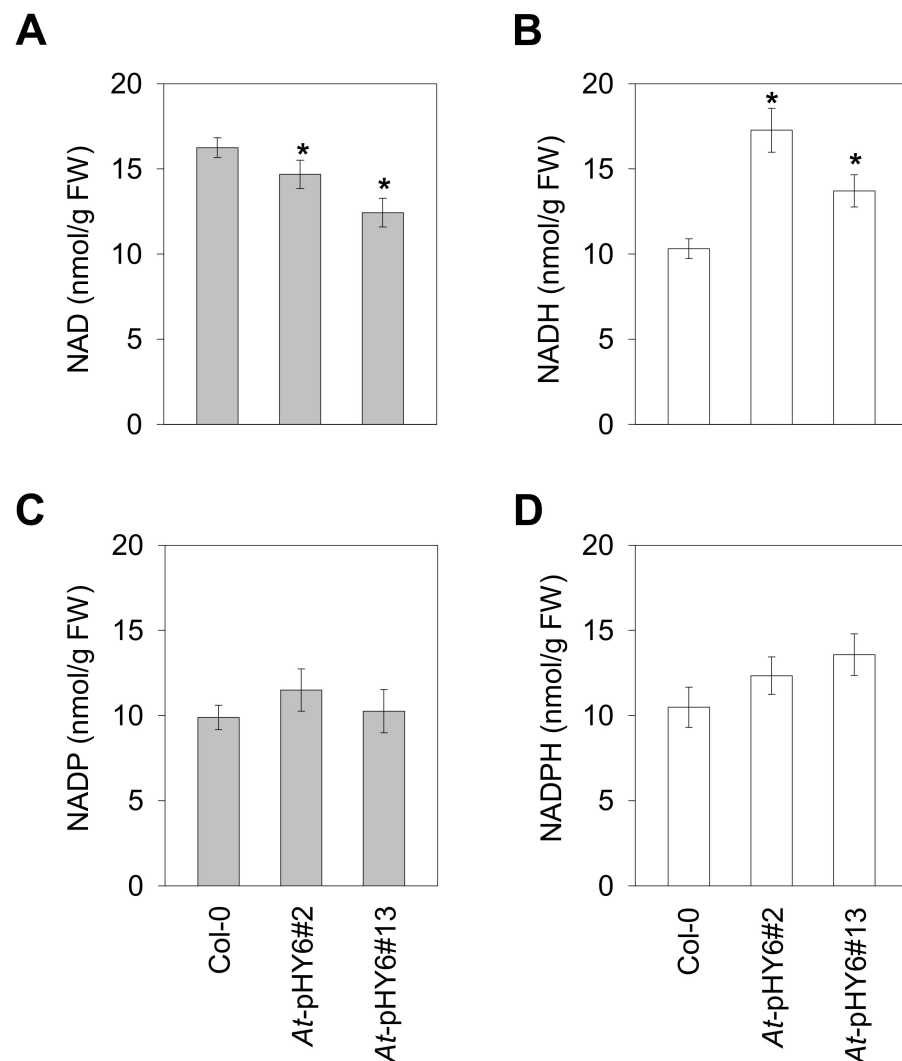 A
NAD (nmol/g FW)
20
15
10
5
0
*
*
B
NADH (nmol/g FW)
20
15
10
5
0
*
*
C
NADP (nmol/g FW)
20
15
10
5
0
Col-0
At-pHY6#2
At-pHY6#13
D
NADPH (nmol/g FW)
20
15
10
5
0
Col-0
At-pHY6#2
At-pHY6#13